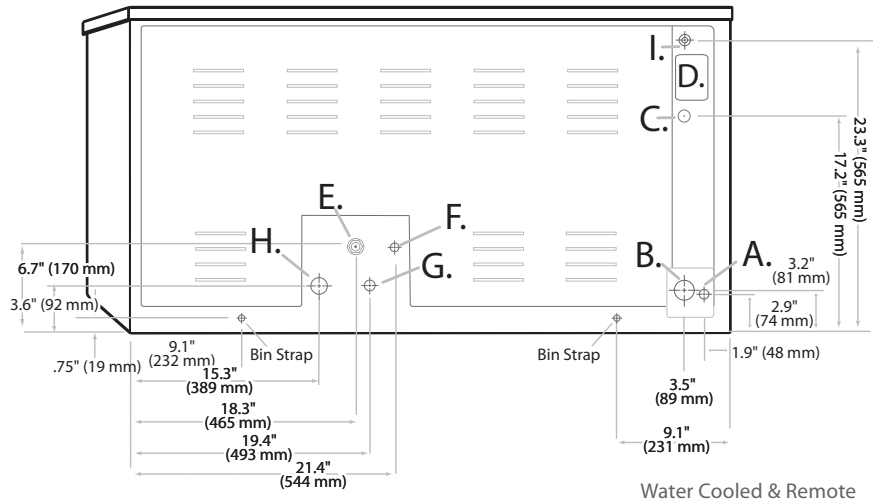 I.
D.
C.
E.
F.
H.
G.
B.
A.
23.3" (565 mm)
17.2" (565 mm)
6.7" (170 mm)
3.6" (92 mm)
3.2"
(81 mm)
2.9"
(74 mm)
.75" (19 mm)
9.1"
(232 mm)
Bin Strap
Bin Strap
1.9" (48 mm)
15.3"
(389 mm)
3.5"
(89 mm)
18.3"
(465 mm)
19.4"
(493 mm)
9.1"
(231 mm)
21.4"
(544 mm)
Water Cooled & Remote